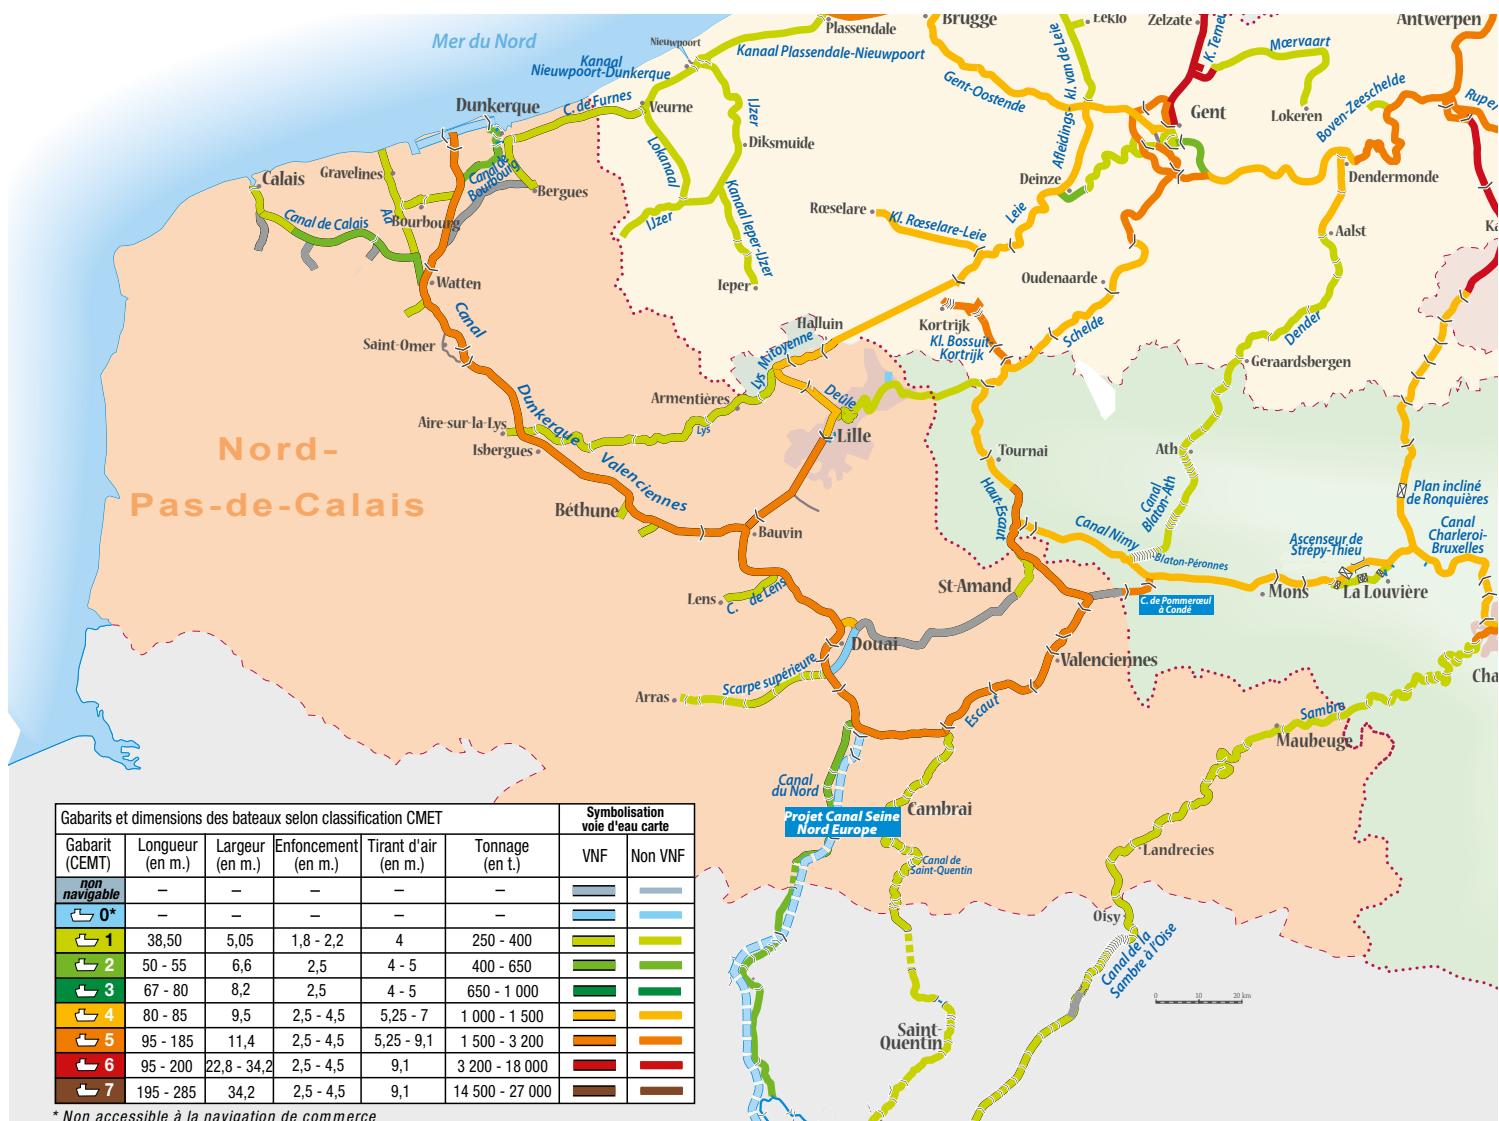 Mer du Nord
Nieuwpoort
Plassendale
Brugge
Eeklo
Zelzate
Antwerpen
Kanaal
Nieuwpoort-Dunkerque
Kanaal Plassendale-Nieuwpoort
Kl. van de Leie
Afleidings-
K. Terneu
Mœrvaart
Gent-Oostende
Boven-Zeeschelde
Ruper
Dunkerque
C. de Furnes
Veurne
IJzer
Diksmuide
Gent
Lokeren
Calais
Gravelines
Canal de
Bourbourg
Bergues
Lokanaal
Deinze
Dendermonde
Canal de Calais
Aa
Bourbourg
IJzer
Kanaal Ieper-IJzer
Rœselare
Kl. Rœselare-Leie
Leie
Aalst
Ka
Watten
Ieper
Oudenaarde
Canal
Saint-Omer
Halluin
Kortrijk
Kl. Bossuit-
Kortrijk
Schelde
Dender
Geraardsbergen
Lys Mitoyenne
Armentières
Deûle
Dunkerque
Aire-sur-la-Lys
Lys
Lille
Isbergues
Valenciennes
Tournai
Ath
Nord-
Pas-de-Calais
Haut-Escaut
Canal
Blaton-Ath
Plan incliné
de Ronquières
Béthune
Bauvin
Canal Nimy
Blaton-Péronnes
Ascenseur de
Strépy-Thieu
Canal
Charleroi-
Bruxelles
Lens
C. de Lens
St-Amand
C. de Pommerœul
à Condé
Mons
La Louvière
Douai
Valenciennes
Arras
Scarpe supérieure
Escaut
Sambre
Cha
Maubeuge
Canal
du Nord
Projet Canal Seine
Nord Europe
Cambrai
Canal de
Saint-Quentin
Landrecies
Oisy
Canal de la
Sambre à l'Oise
0 10 20 km
Saint-
Quentin
Gabarits et dimensions des bateaux selon classification CMET
Symbolisation
voie d'eau carte
Gabarit
(CEMT)
Longueur
(en m.)
Largeur
(en m.)
Enfoncement
(en m.)
Tirant d'air
(en m.)
Tonnage
(en t.)
VNF
Non VNF
non
navigable – – – – –
0* – – – – –
1 38,50 5,05 1,8 - 2,2 4 250 - 400
2 50 - 55 6,6 2,5 4 - 5 400 - 650
3 67 - 80 8,2 2,5 4 - 5 650 - 1 000
4 80 - 85 9,5 2,5 - 4,5 5,25 - 7 1 000 - 1 500
5 95 - 185 11,4 2,5 - 4,5 5,25 - 9,1 1 500 - 3 200
6 95 - 200 22,8 - 34,2 2,5 - 4,5 9,1 3 200 - 18 000
7 195 - 285 34,2 2,5 - 4,5 9,1 14 500 - 27 000
* Non accessible à la navigation de commerce